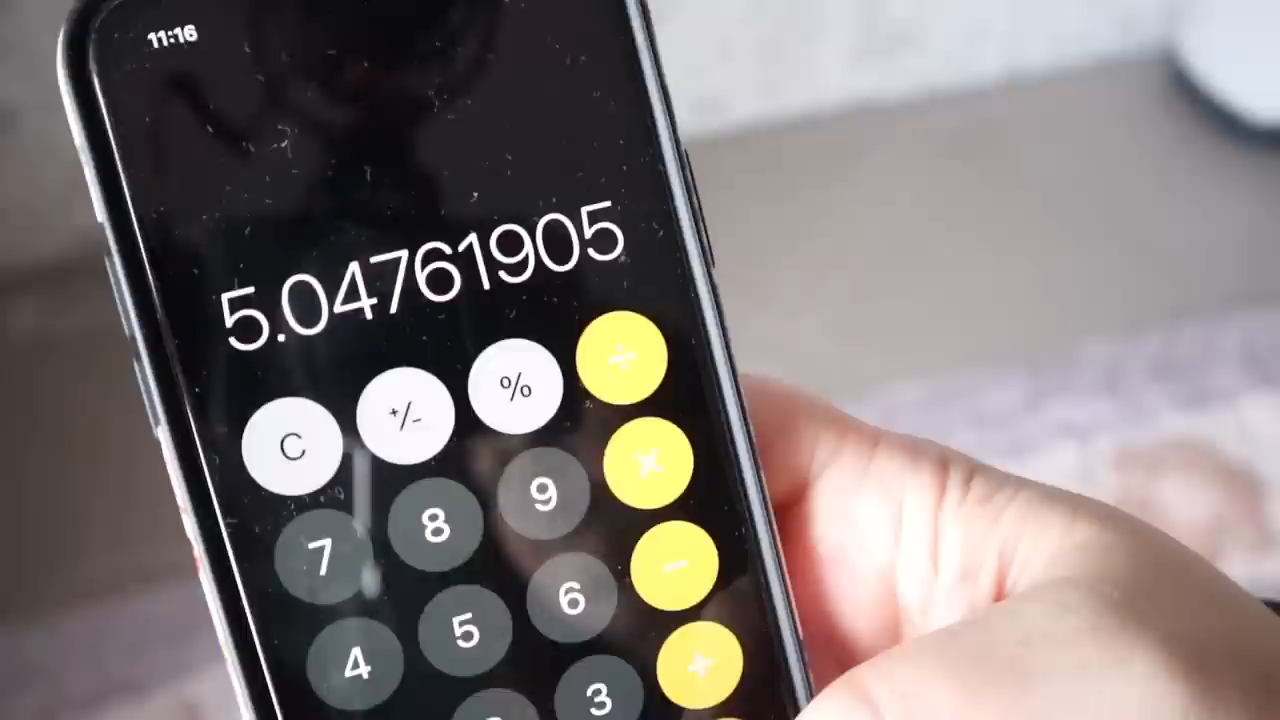 11:16
5.04761905
C +/- % ÷
7 8 9 ×
4 5 6 −
3 +